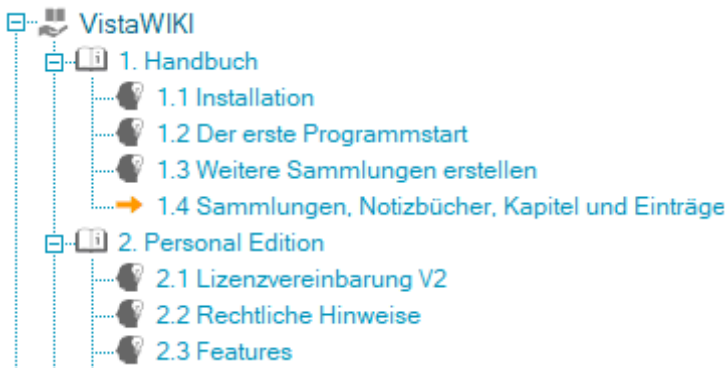 VistaWIKI
1. Handbuch
1.1 Installation
1.2 Der erste Programmstart
1.3 Weitere Sammlungen erstellen
1.4 Sammlungen, Notizbücher, Kapitel und Einträge
2. Personal Edition
2.1 Lizenzvereinbarung V2
2.2 Rechtliche Hinweise
2.3 Features